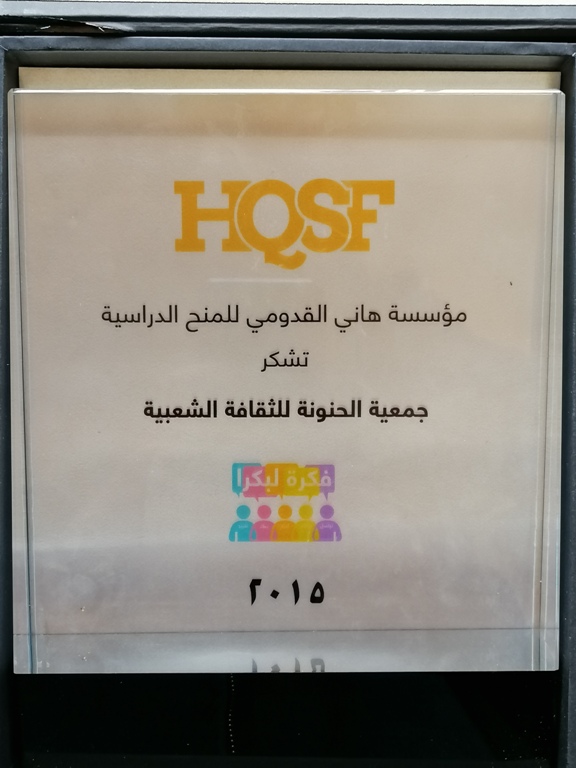 HQSF
مؤسسة هاني القدومي للمنح الدراسية
تشكر
جمعية الحنونة للثقافة الشعبية
فكرة لبكرا
٢٠١٥